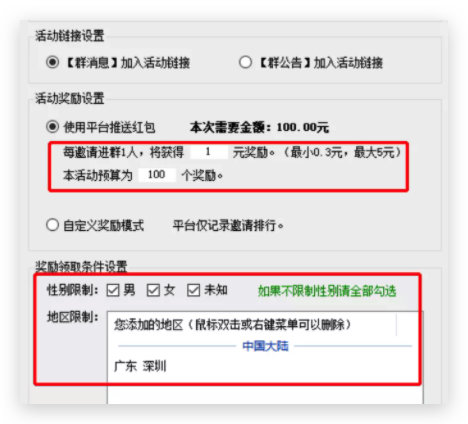 活动链接设置
【群消息】加入活动链接 【群公告】加入活动链接
活动奖励设置
使用平台推送红包 本次需要金额：100.00元
每邀请进群1人，将获得 1 元奖励。（最小0.3元，最大5元）
本活动预算为 100 个奖励。
自定义奖励模式 平台仅记录邀请排行。
奖励领取条件设置
性别限制： 男 女 未知 如果不限制性别请全部勾选
地区限制：
您添加的地区（鼠标双击或右键菜单可以删除）
中国大陆
广东 深圳